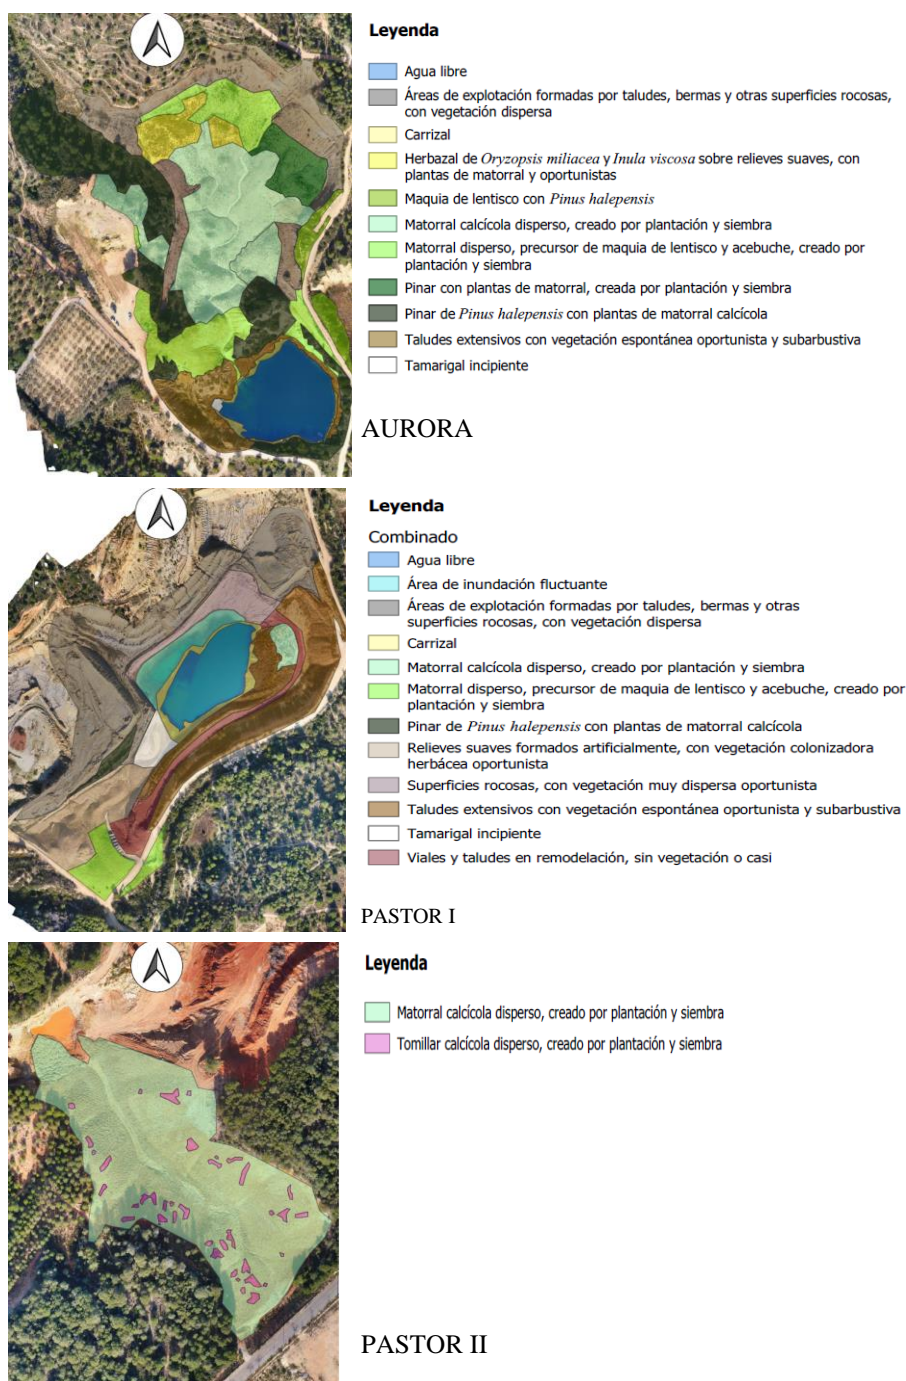 Leyenda
Agua libre
Áreas de explotación formadas por taludes, bermas y otras superficies rocosas,
con vegetación dispersa
Carrizal
Herbazal de Oryzopsis miliacea y Inula viscosa sobre relieves suaves, con
plantas de matorral y oportunistas
Maquia de lentisco con Pinus halepensis
Matorral calcícola disperso, creado por plantación y siembra
Matorral disperso, precursor de maquia de lentisco y acebuche, creado por
plantación y siembra
Pinar con plantas de matorral, creada por plantación y siembra
Pinar de Pinus halepensis con plantas de matorral calcícola
Taludes extensivos con vegetación espontánea oportunista y subarbustiva
Tamarigal incipiente
AURORA
Leyenda
Combinado
Agua libre
Área de inundación fluctuante
Áreas de explotación formadas por taludes, bermas y otras
superficies rocosas, con vegetación dispersa
Carrizal
Matorral calcícola disperso, creado por plantación y siembra
Matorral disperso, precursor de maquia de lentisco y acebuche, creado por
plantación y siembra
Pinar de Pinus halepensis con plantas de matorral calcícola
Relieves suaves formados artificialmente, con vegetación colonizadora
herbácea oportunista
Superficies rocosas, con vegetación muy dispersa oportunista
Taludes extensivos con vegetación espontánea oportunista y subarbustiva
Tamarigal incipiente
Viales y taludes en remodelación, sin vegetación o casi
PASTOR I
Leyenda
Matorral calcícola disperso, creado por plantación y siembra
Tomillar calcícola disperso, creado por plantación y siembra
PASTOR II